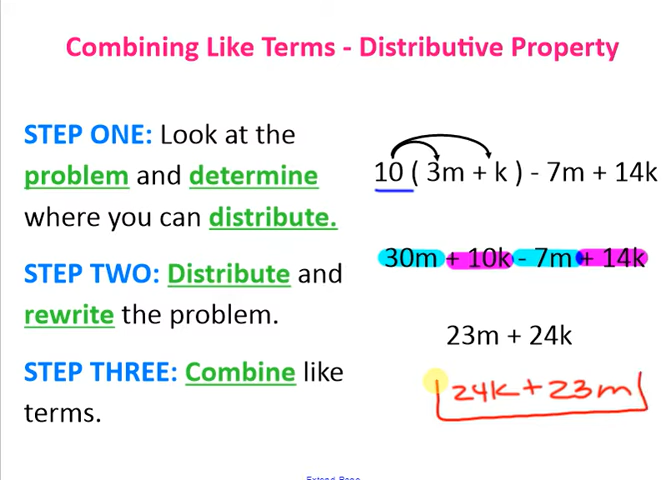 Combining Like Terms - Distributive Property
STEP ONE: Look at the
problem and determine
where you can distribute.
STEP TWO: Distribute and
rewrite the problem.
STEP THREE: Combine like
terms.
10 ( 3m + k ) - 7m + 14k
30m + 10k - 7m + 14k
23m + 24k
24k + 23m
Extend Page